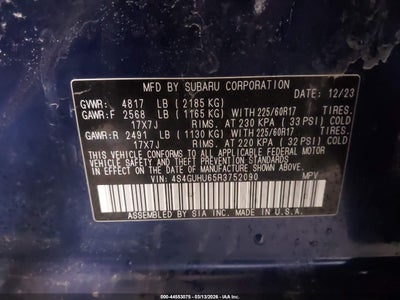 MFD. BY SUBARU CORPORATION
DATE: 12/23
GVWR: 4817 LB (2185 KG)
GAWR: F 2568 LB (1165 KG) WITH 225/60R17 TIRES.
17X7J RIMS. AT 230 KPA (33 PSI) COLD
GAWR: R 2491 LB (1130 KG) WITH 225/60R17 TIRES.
17X7J RIMS. AT 220 KPA (32 PSI) COLD
THIS VEHICLE CONFORMS TO ALL APPLICABLE FEDERAL MOTOR
VEHICLE SAFETY STANDARDS IN EFFECT ON THE DATE OF
MANUFACTURE SHOWN ABOVE.
VIN: 4S4GUHU65R3752090 MPV
ASSEMBLED BY SIA INC. IN U.S.A.
000-44553075 - 03/13/2026 - IAA Inc.